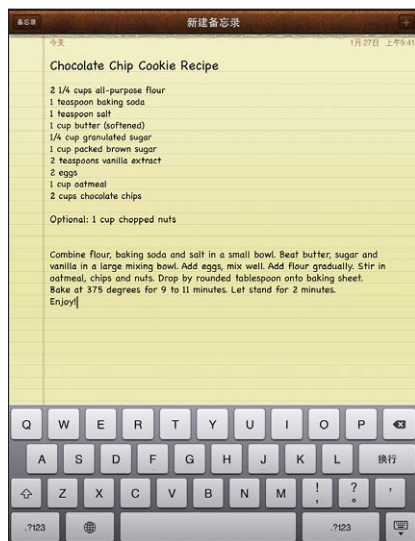 备忘录 新建备忘录 +
今天 1月27日 上午9:41
Chocolate Chip Cookie Recipe
2 1/4 cups all-purpose flour
1 teaspoon baking soda
1 teaspoon salt
1 cup butter (softened)
1/4 cup granulated sugar
1 cup packed brown sugar
2 teaspoons vanilla extract
2 eggs
1 cup oatmeal
2 cups chocolate chips
Optional: 1 cup chopped nuts
Combine flour, baking soda and salt in a small bowl. Beat butter, sugar and
vanilla in a large mixing bowl. Add eggs, mix well. Add flour gradually. Stir in
oatmeal, chips and nuts. Drop by rounded tablespoon onto baking sheet.
Bake at 375 degrees for 9 to 11 minutes. Let stand for 2 minutes.
Enjoy!
Q W E R T Y U I O P
A S D F G H J K L 换行
Z X C V B N M ! , ? 。 '
.?123 .?123